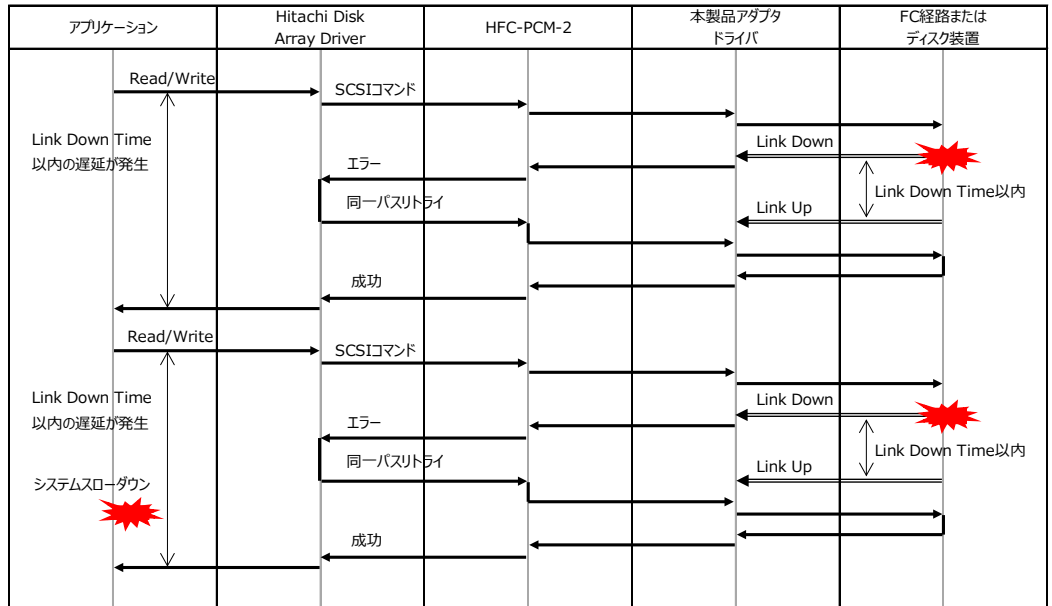 アプリケーション
Hitachi Disk
Array Driver
HFC-PCM-2
本製品アダプタ
ドライバ
FC経路または
ディスク装置
Read/Write
SCSIコマンド
Link Down Time
以内の遅延が発生
Link Down
エラー
Link Down Time以内
同一パスリトライ
Link Up
成功
Read/Write
SCSIコマンド
Link Down Time
以内の遅延が発生
Link Down
エラー
Link Down Time以内
同一パスリトライ
Link Up
システムスローダウン
成功